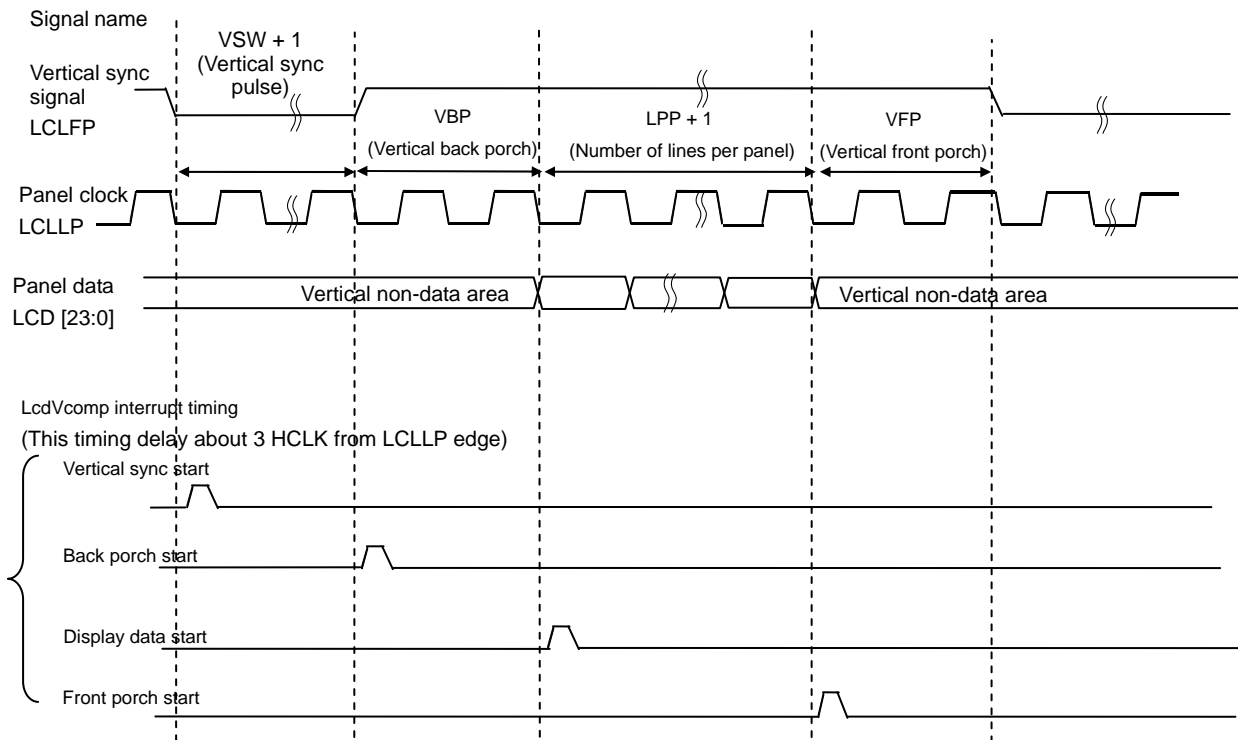 Signal name
VSW + 1
(Vertical sync
pulse)
Vertical sync
signal
LCLFP
VBP
(Vertical back porch)
LPP + 1
(Number of lines per panel)
VFP
(Vertical front porch)
Panel clock
LCLLP
Panel data
LCD [23:0]
Vertical non-data area
Vertical non-data area
LcdVcomp interrupt timing
(This timing delay about 3 HCLK from LCLLP edge)
Vertical sync start
Back porch start
Display data start
Front porch start